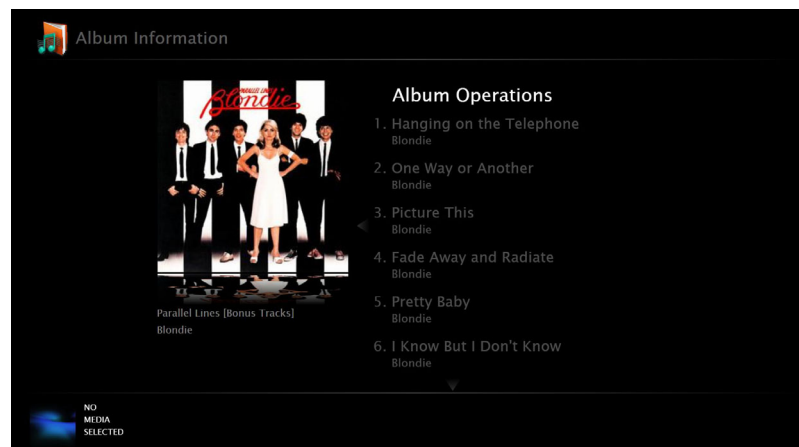 Album Information
PARALLEL LINES
Blondie
Parallel Lines [Bonus Tracks]
Blondie
Album Operations
1. Hanging on the Telephone
Blondie
2. One Way or Another
Blondie
3. Picture This
Blondie
4. Fade Away and Radiate
Blondie
5. Pretty Baby
Blondie
6. I Know But I Don't Know
Blondie
NO
MEDIA
SELECTED